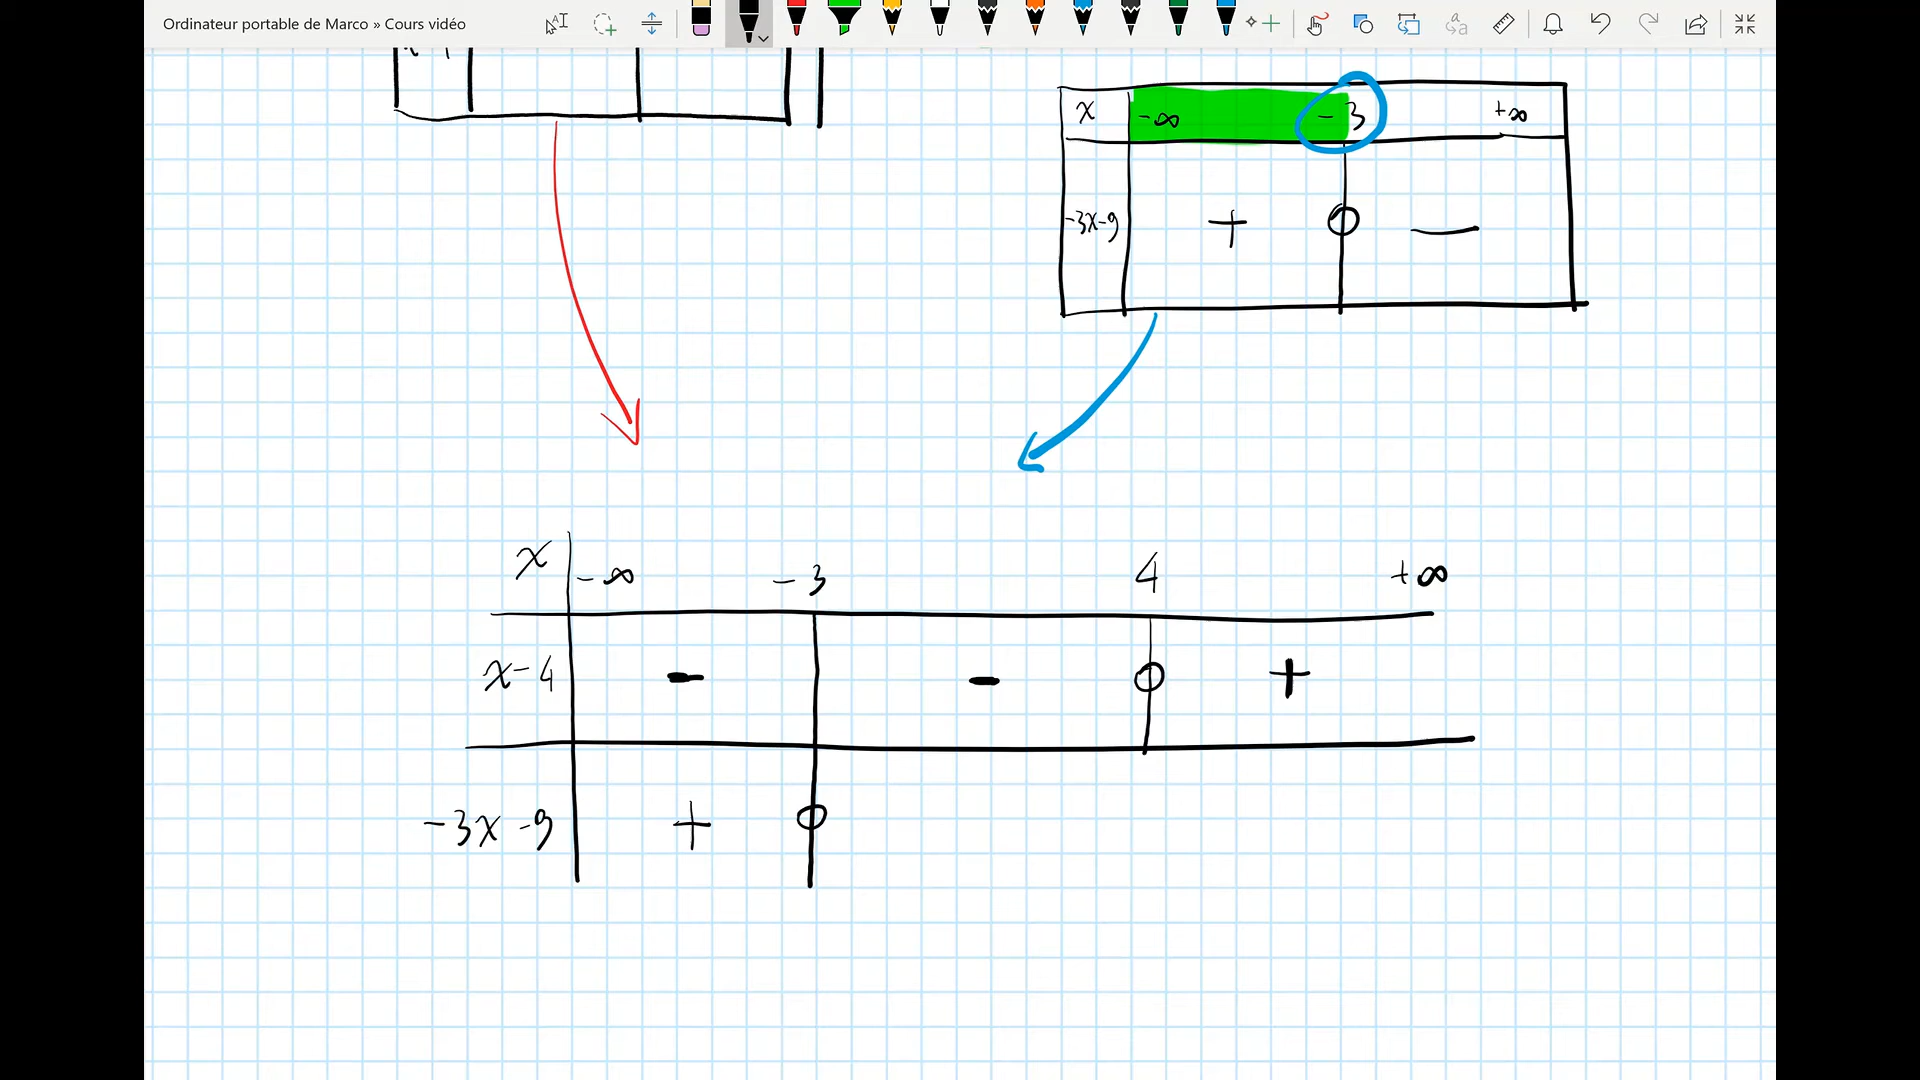 Ordinateur portable de Marco » Cours vidéo
x -∞ -3 +∞
-3x-9 + 0 —
x -∞ -3 4 +∞
x-4 - - 0 +
-3x-9 + 0